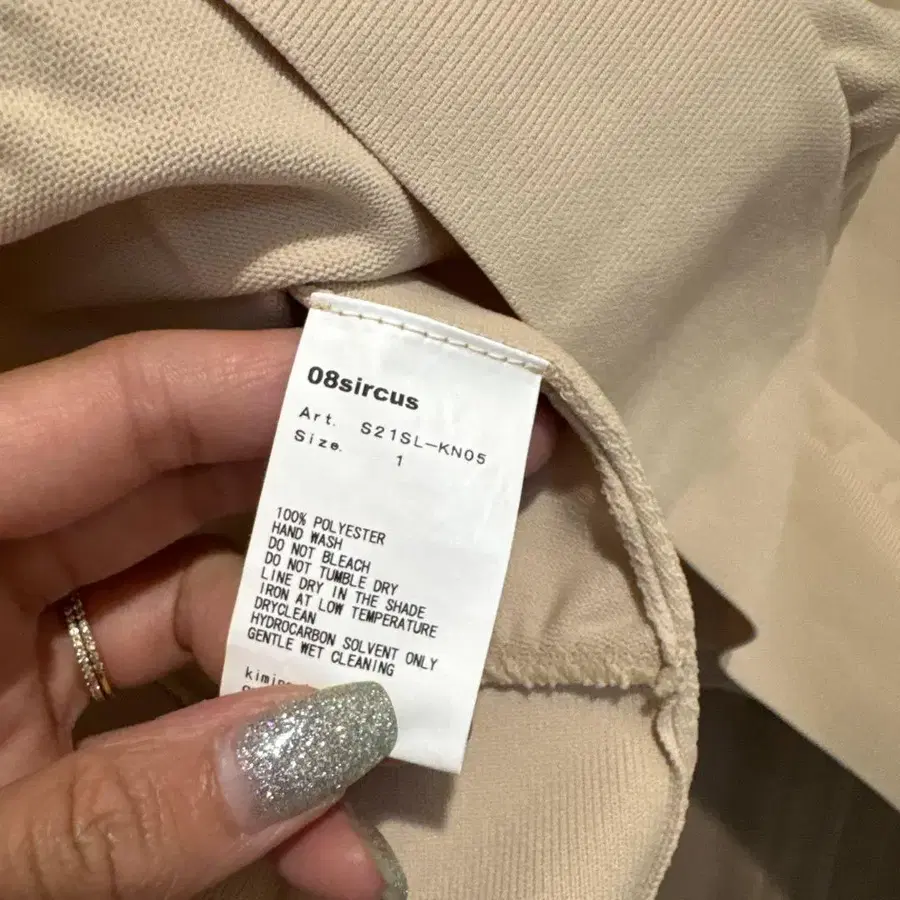 08sircus
Art. S21SL-KN05
Size. 1
100% POLYESTER
HAND WASH
DO NOT BLEACH
DO NOT TUMBLE DRY
LINE DRY IN THE SHADE
IRON AT LOW TEMPERATURE
DRYCLEAN
HYDROCARBON SOLVENT ONLY
GENTLE WET CLEANING